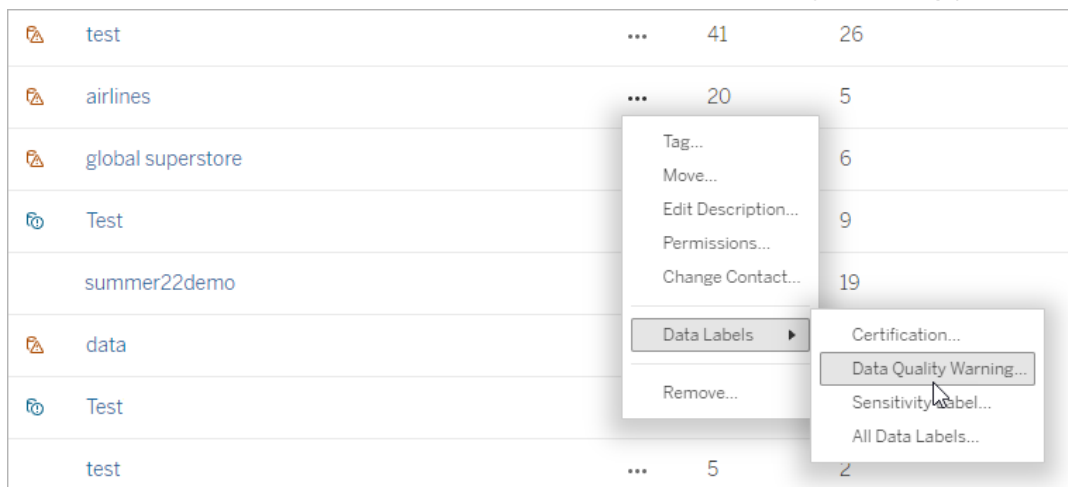 test ... 41 26
airlines ... 20 5
Tag...
global superstore 6
Move...
Edit Description...
Test 9
Permissions...
Change Contact...
summer22demo 19
Data Labels
Certification...
data
Data Quality Warning...
Remove...
Test
Sensitivity Label...
All Data Labels...
test ... 5 2